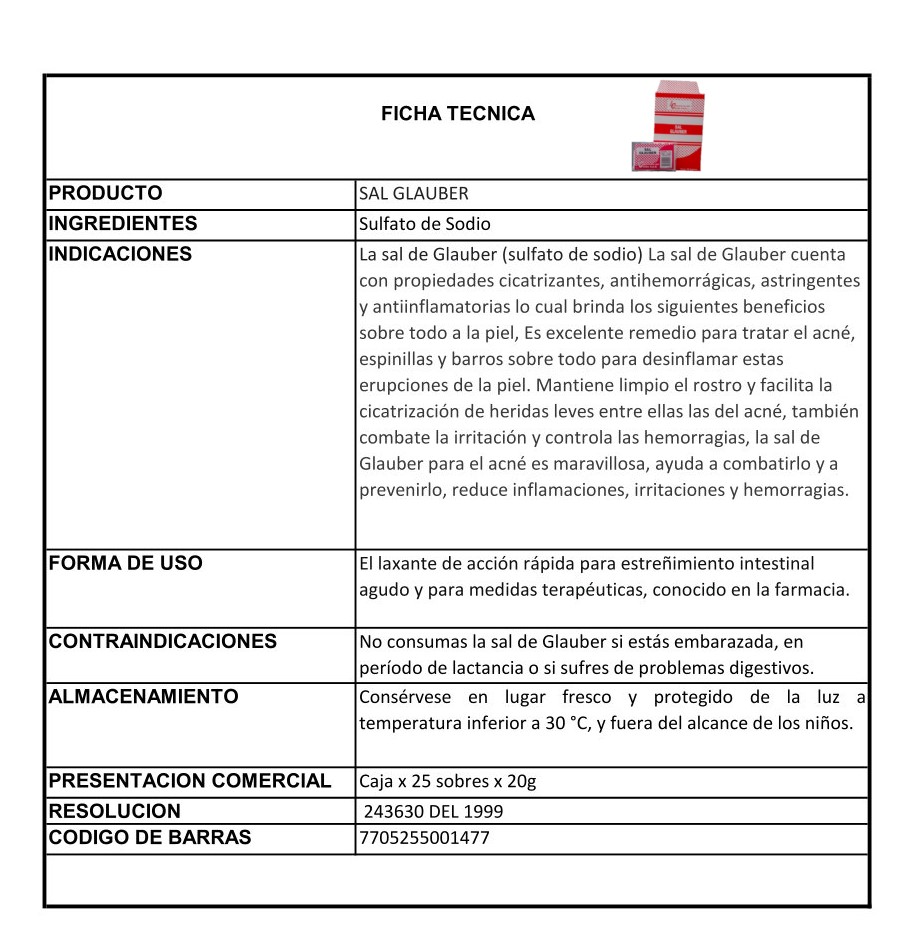 FICHA TECNICA
SAL
GLAUBER
SAL
GLAUBER
PRODUCTO
SAL GLAUBER
INGREDIENTES
Sulfato de Sodio
INDICACIONES
La sal de Glauber (sulfato de sodio) La sal de Glauber cuenta
con propiedades cicatrizantes, antihemorrágicas, astringentes
y antiinflamatorias lo cual brinda los siguientes beneficios
sobre todo a la piel, Es excelente remedio para tratar el acné,
espinillas y barros sobre todo para desinflamar estas
erupciones de la piel. Mantiene limpio el rostro y facilita la
cicatrización de heridas leves entre ellas las del acné, también
combate la irritación y controla las hemorragias, la sal de
Glauber para el acné es maravillosa, ayuda a combatirlo y a
prevenirlo, reduce inflamaciones, irritaciones y hemorragias.
FORMA DE USO
El laxante de acción rápida para estreñimiento intestinal
agudo y para medidas terapéuticas, conocido en la farmacia.
CONTRAINDICACIONES
No consumas la sal de Glauber si estás embarazada, en
período de lactancia o si sufres de problemas digestivos.
ALMACENAMIENTO
Consérvese en lugar fresco y protegido de la luz a
temperatura inferior a 30 °C, y fuera del alcance de los niños.
PRESENTACION COMERCIAL
Caja x 25 sobres x 20g
RESOLUCION
243630 DEL 1999
CODIGO DE BARRAS
7705255001477